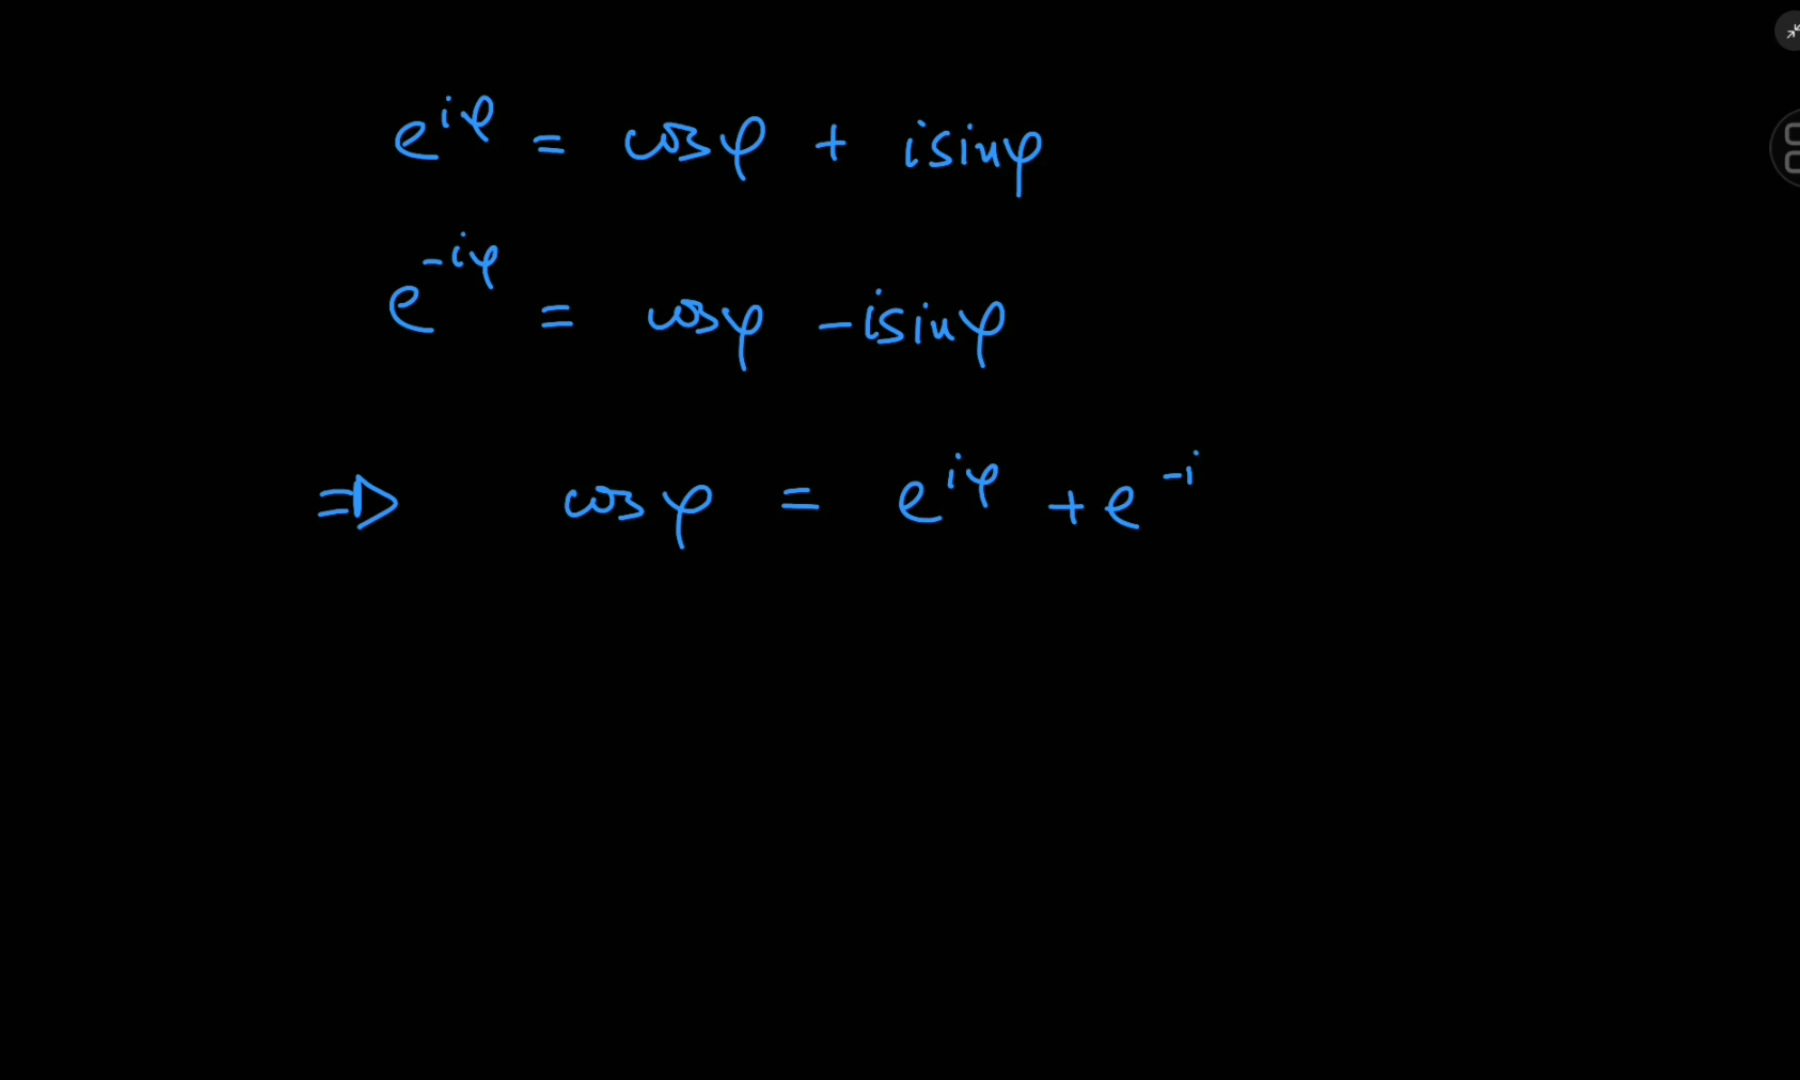 e^{iφ} = cosφ + isinφ
e^{-iφ} = cosφ - isinφ
⇒ cosφ = e^{iφ} + e^{-i}